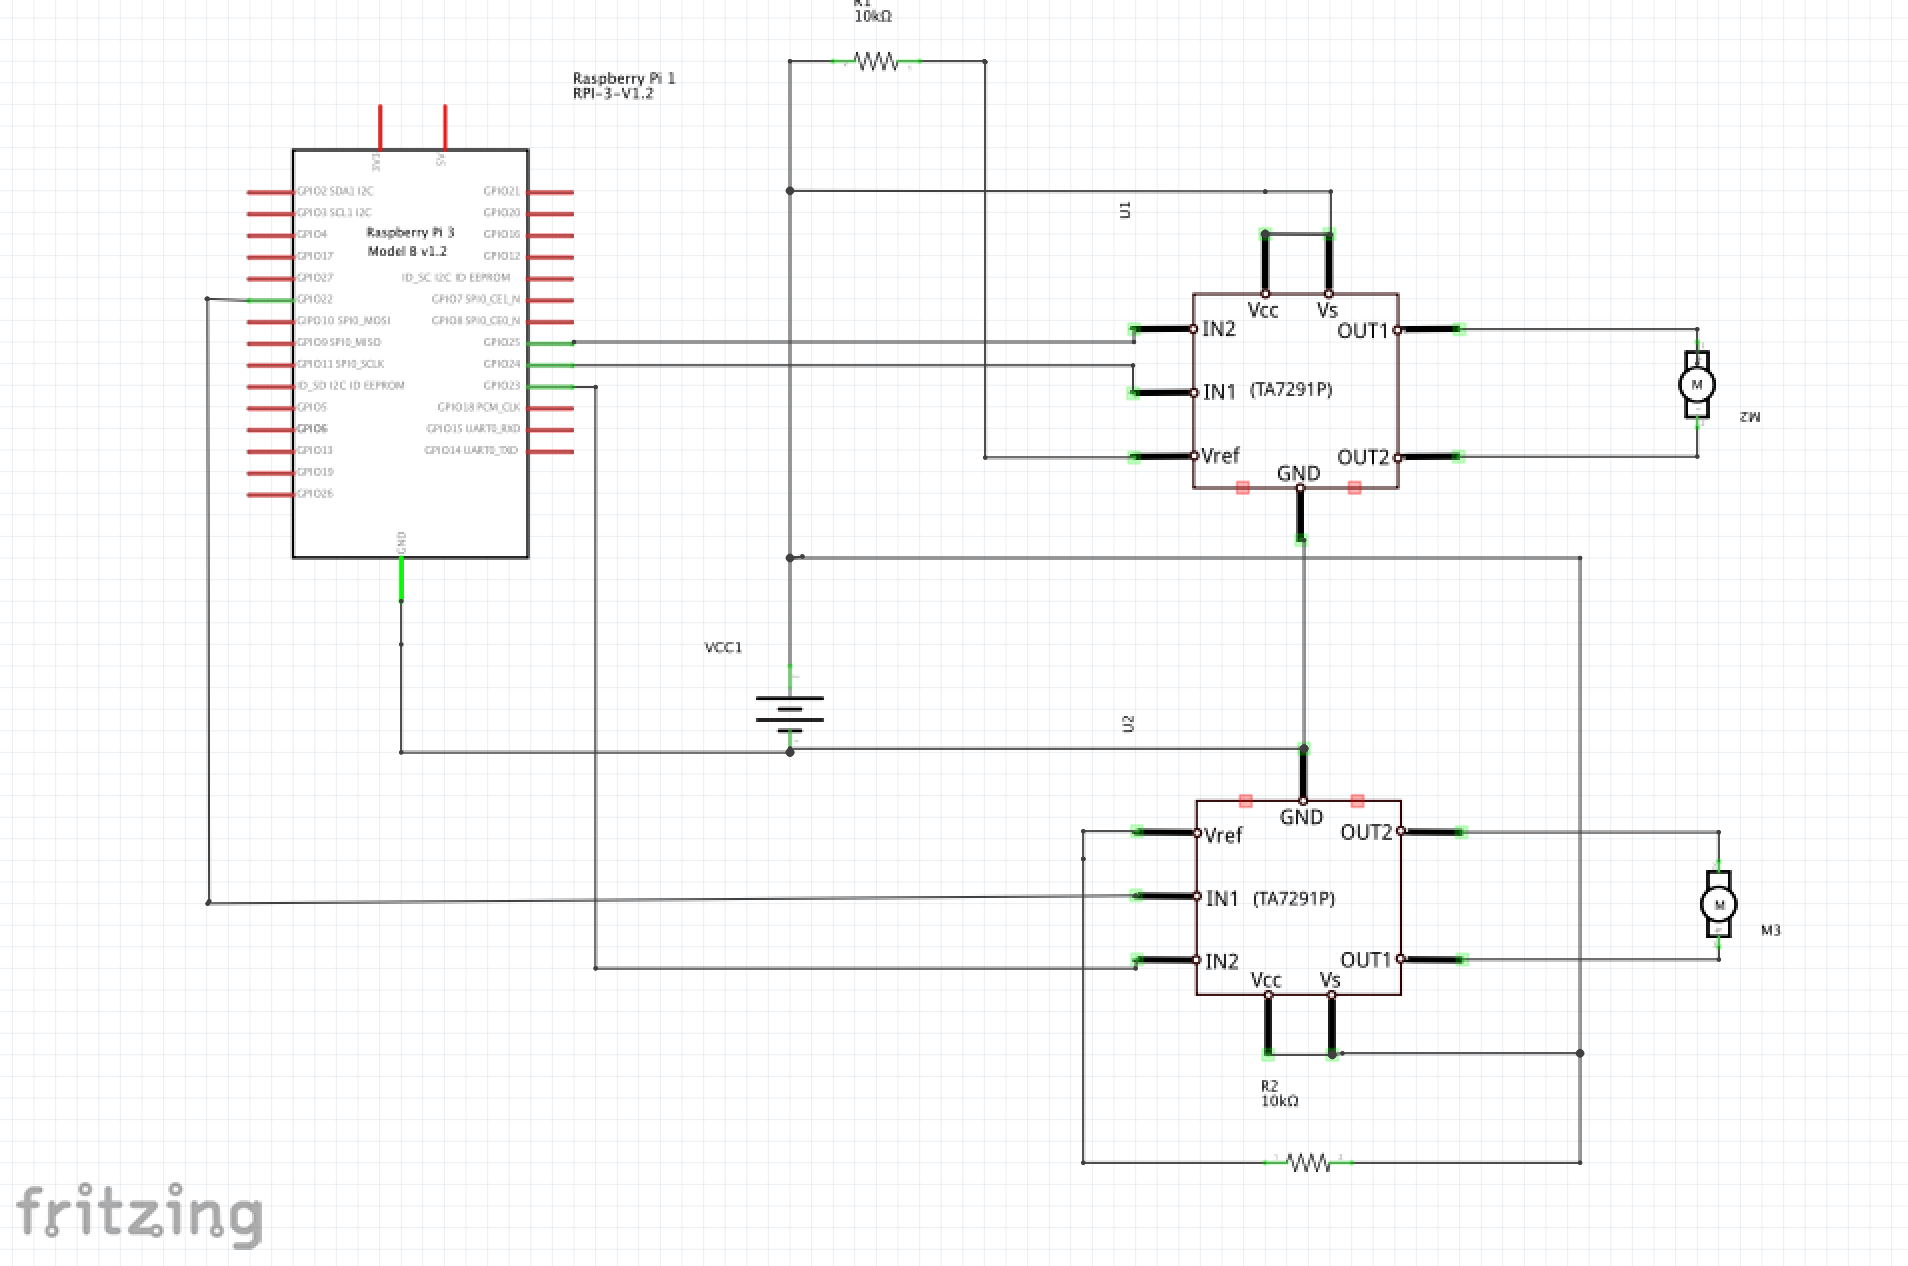 R1
10kΩ
Raspberry Pi 1
RPI-3-V1.2
3V3
5V
GPIO2 SDA1 I2C
GPIO3 SCL1 I2C
GPIO4
GPIO17
GPIO27
GPIO22
GIPO10 SPI0_MOSI
GPIO9 SPI0_MISO
GPIO11 SPI0_SCLK
ID_SD I2C ID EEPROM
GPIO5
GPIO6
GPIO13
GPIO19
GPIO26
Raspberry Pi 3
Model B v1.2
GPIO21
GPIO20
GPIO16
GPIO12
ID_SC I2C ID EEPROM
GPIO7 SPI0_CE1_N
GPIO8 SPI0_CE0_N
GPIO25
GPIO24
GPIO23
GPIO18 PCM_CLK
GPIO15 UART0_RXD
GPIO14 UART0_TXD
GND
U1
Vcc Vs
IN2
OUT1
IN1 (TA7291P)
Vref
OUT2
GND
M
M2
VCC1
U2
GND
Vref
OUT2
IN1 (TA7291P)
IN2
OUT1
Vcc Vs
M
M3
R2
10kΩ
fritzing